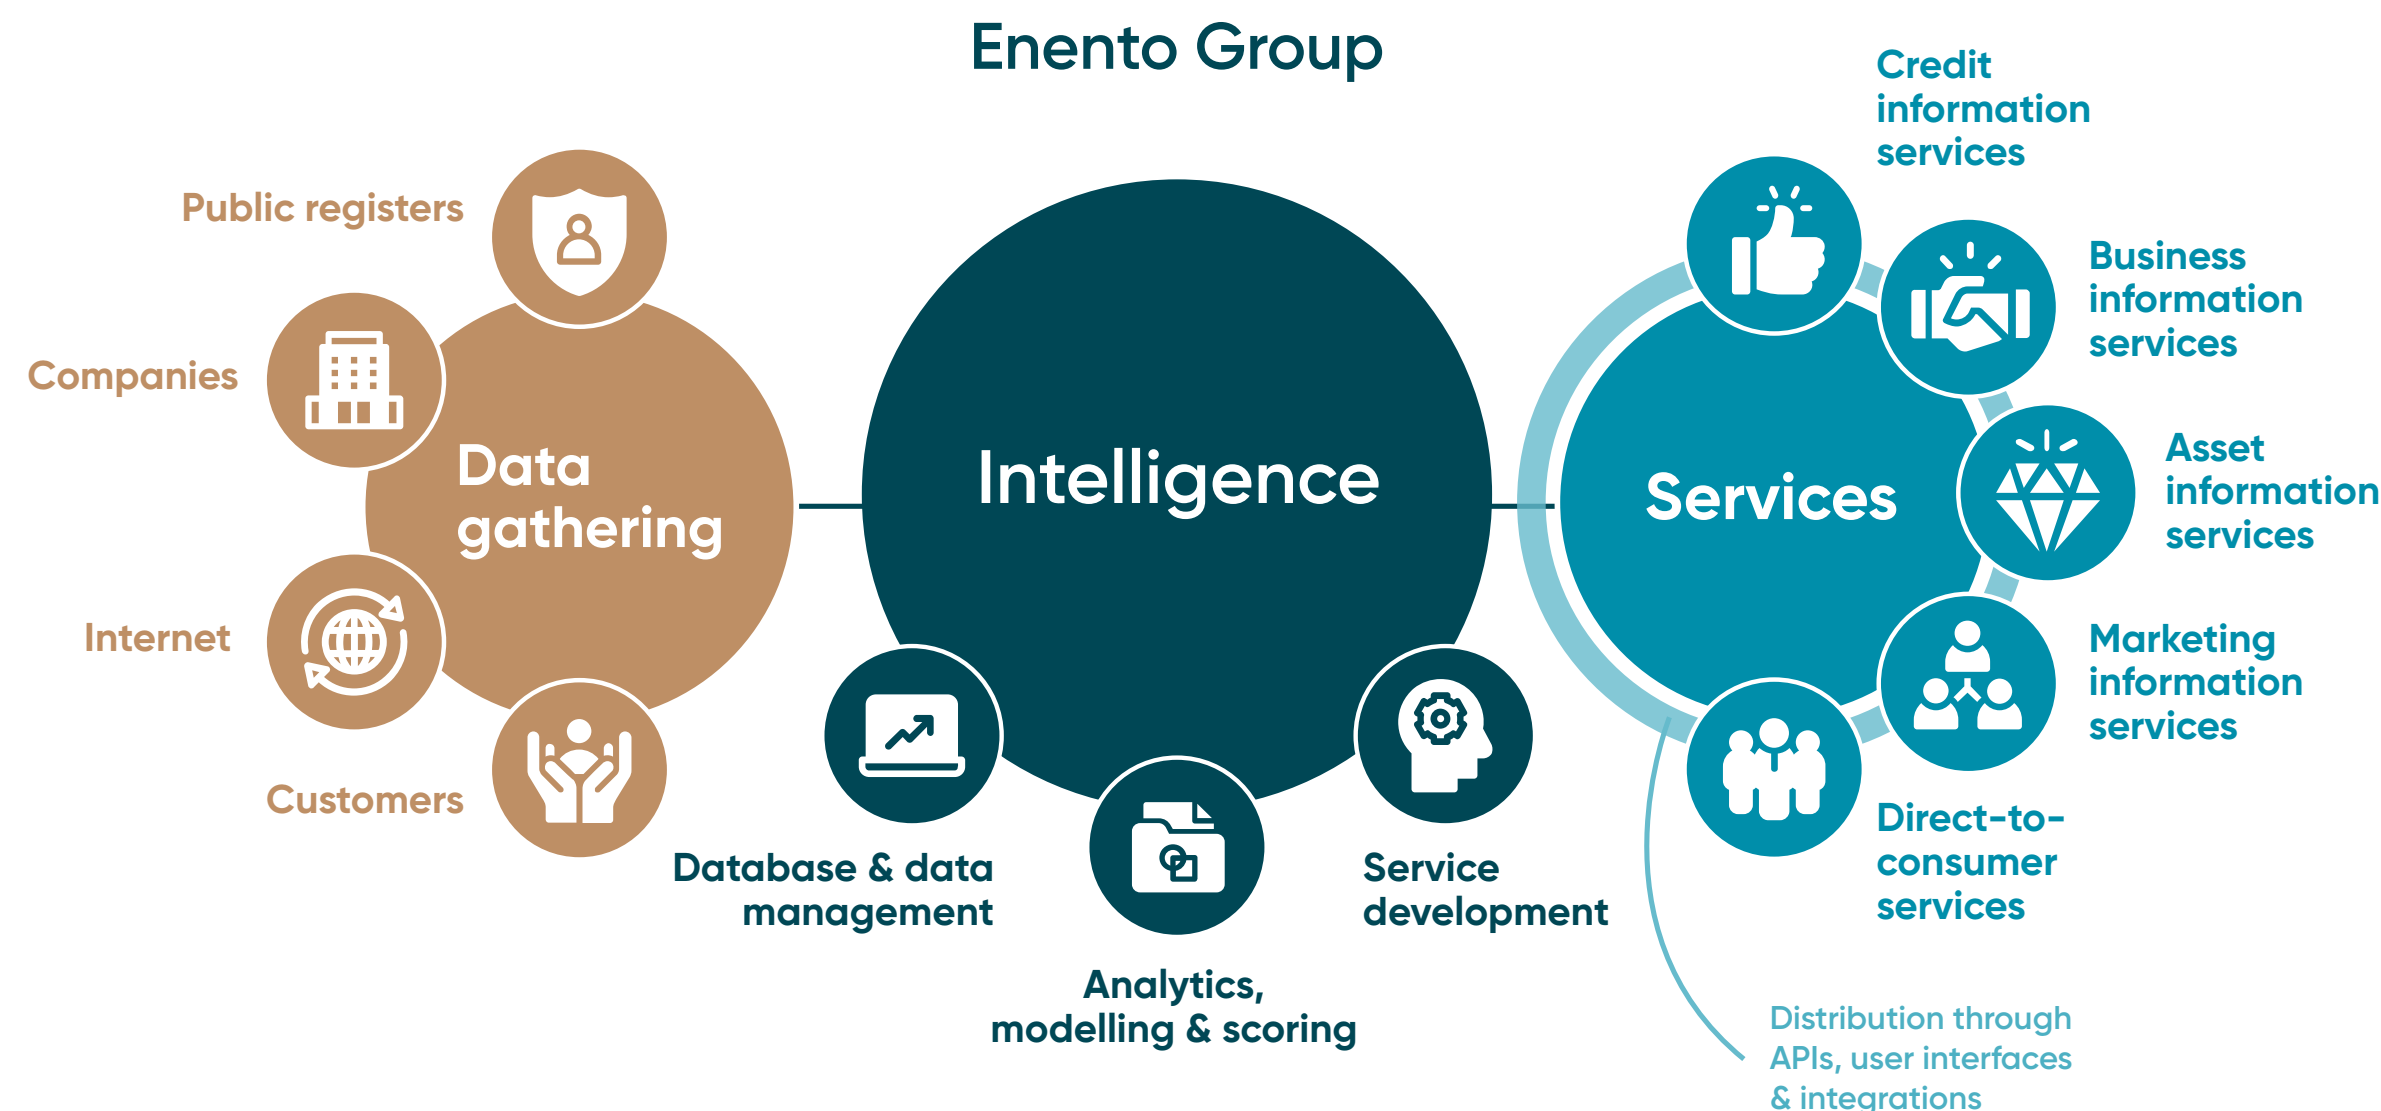 Enento Group
Public registers
Companies
Data
gathering
Internet
Customers
Intelligence
Database & data
management
Analytics,
modelling & scoring
Service
development
Services
Credit
information
services
Business
information
services
Asset
information
services
Marketing
information
services
Direct-to-
consumer
services
Distribution through
APIs, user interfaces
& integrations